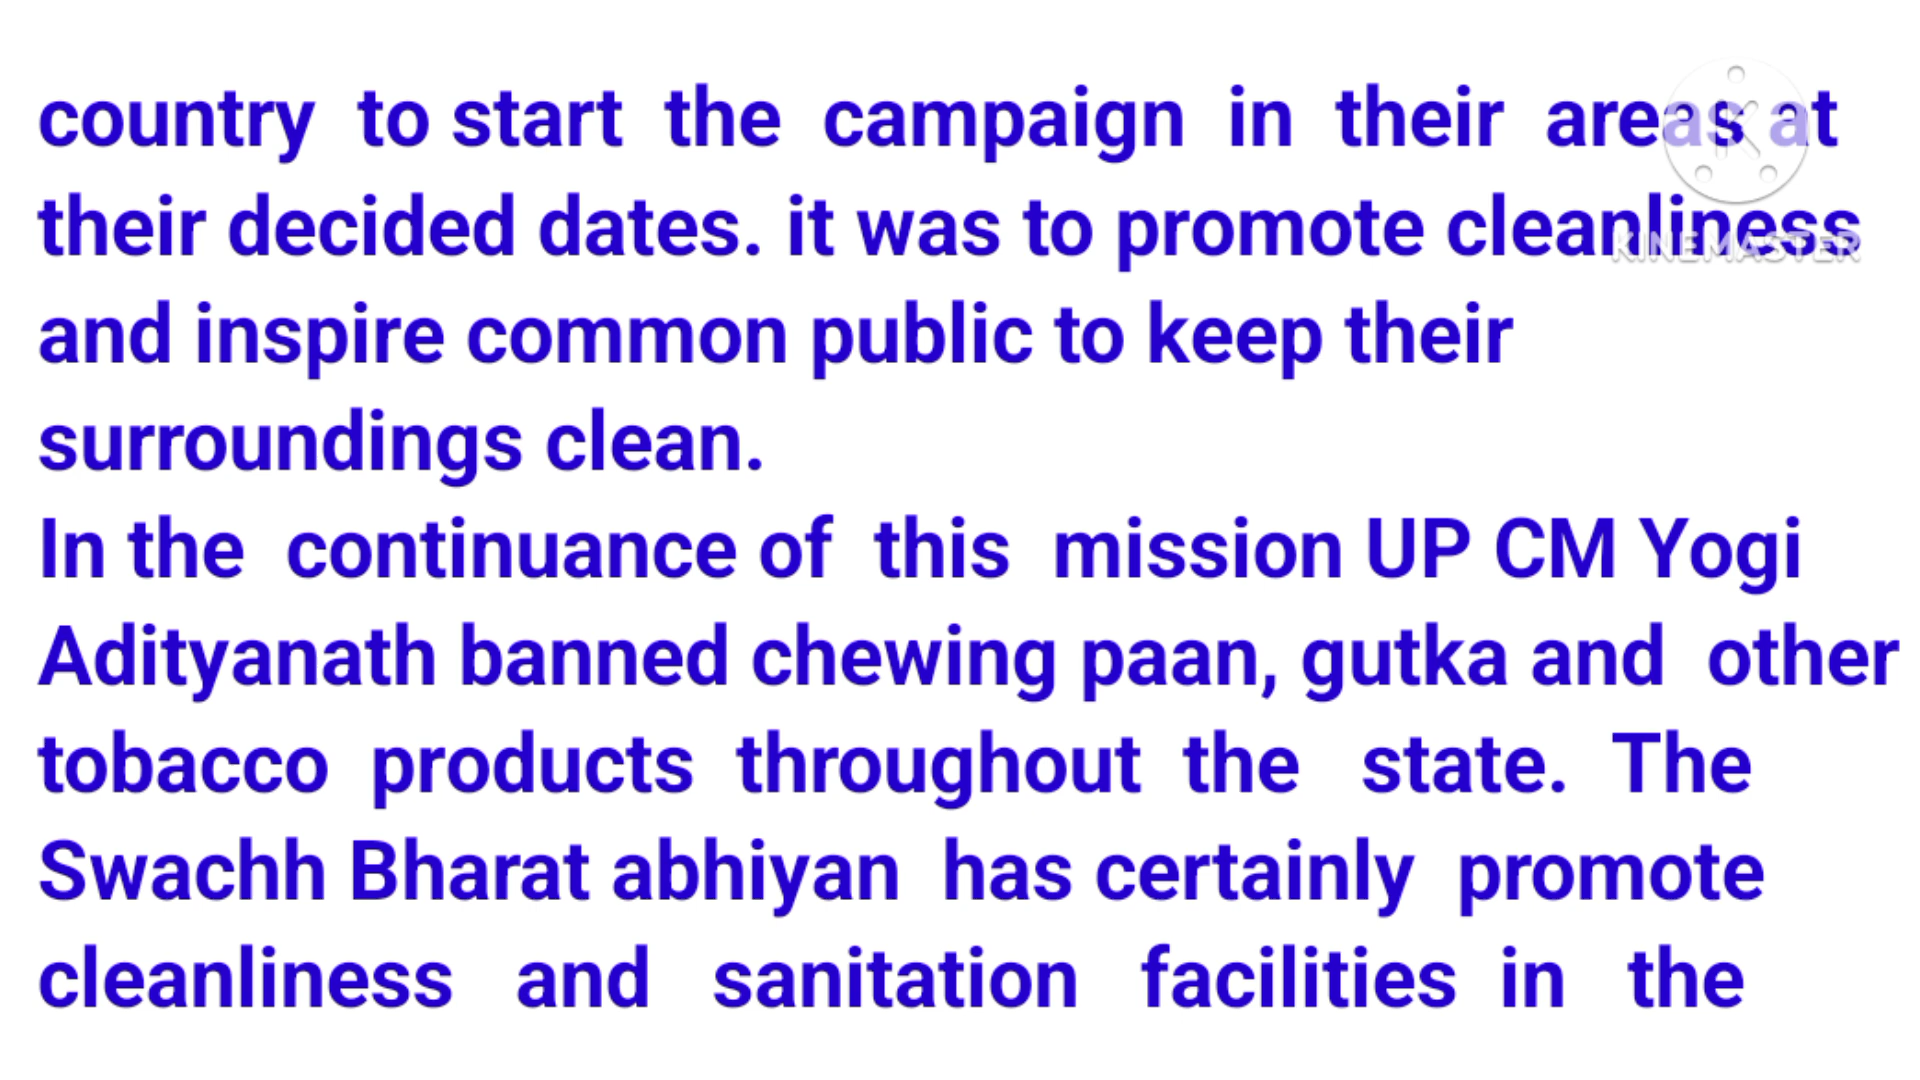 country to start the campaign in their areas at
their decided dates. it was to promote cleanliness
KINEMASTER
and inspire common public to keep their
surroundings clean.
In the continuance of this mission UP CM Yogi
Adityanath banned chewing paan, gutka and other
tobacco products throughout the state. The
Swachh Bharat abhiyan has certainly promote
cleanliness and sanitation facilities in the